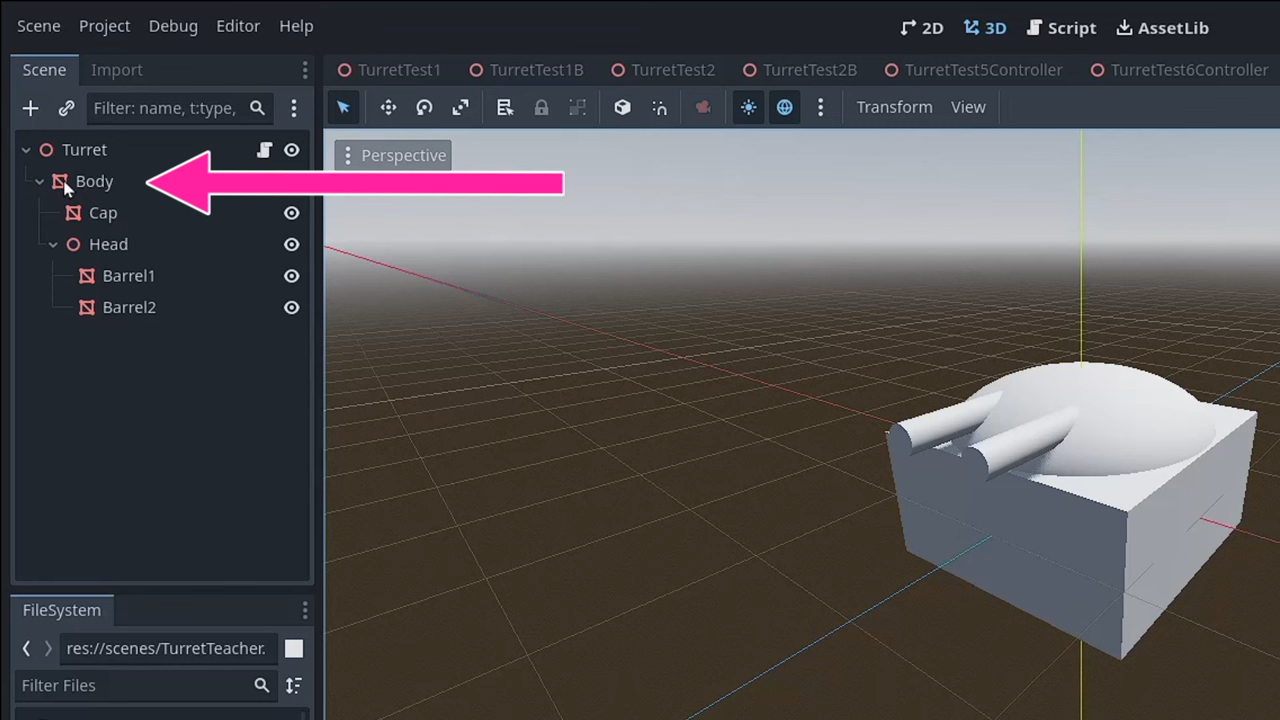 Scene Project Debug Editor Help
2D 3D Script AssetLib
Scene Import
TurretTest1 TurretTest1B TurretTest2 TurretTest2B TurretTest5Controller TurretTest6Controller
Filter: name, t:type,
Transform View
Perspective
Turret
Body
Cap
Head
Barrel1
Barrel2
FileSystem
res://scenes/TurretTeacher.
Filter Files